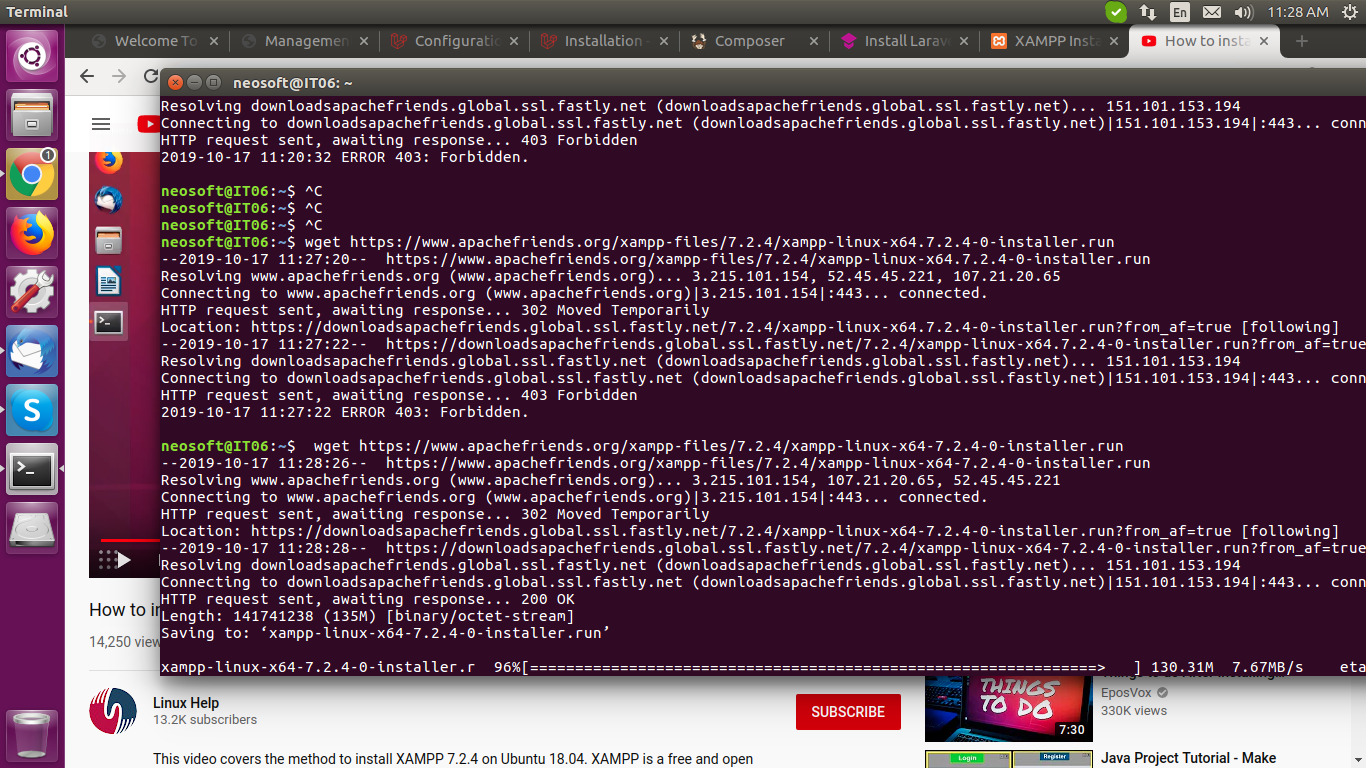 Terminal
En
11:28 AM
Welcome To
Managemen
Configuratio
Installation -
Composer
Install Larav
XAMPP Insta
How to insta
1
neosoft@IT06: ~
Resolving downloadsapachefriends.global.ssl.fastly.net (downloadsapachefriends.global.ssl.fastly.net)... 151.101.153.194
Connecting to downloadsapachefriends.global.ssl.fastly.net (downloadsapachefriends.global.ssl.fastly.net)|151.101.153.194|:443... conn
HTTP request sent, awaiting response... 403 Forbidden
2019-10-17 11:20:32 ERROR 403: Forbidden.
neosoft@IT06:~$ ^C
neosoft@IT06:~$ ^C
neosoft@IT06:~$ ^C
neosoft@IT06:~$ wget https://www.apachefriends.org/xampp-files/7.2.4/xampp-linux-x64.7.2.4-0-installer.run
--2019-10-17 11:27:20--  https://www.apachefriends.org/xampp-files/7.2.4/xampp-linux-x64.7.2.4-0-installer.run
Resolving www.apachefriends.org (www.apachefriends.org)... 3.215.101.154, 52.45.45.221, 107.21.20.65
Connecting to www.apachefriends.org (www.apachefriends.org)|3.215.101.154|:443... connected.
HTTP request sent, awaiting response... 302 Moved Temporarily
Location: https://downloadsapachefriends.global.ssl.fastly.net/7.2.4/xampp-linux-x64.7.2.4-0-installer.run?from_af=true [following]
--2019-10-17 11:27:22--  https://downloadsapachefriends.global.ssl.fastly.net/7.2.4/xampp-linux-x64.7.2.4-0-installer.run?from_af=true
Resolving downloadsapachefriends.global.ssl.fastly.net (downloadsapachefriends.global.ssl.fastly.net)... 151.101.153.194
Connecting to downloadsapachefriends.global.ssl.fastly.net (downloadsapachefriends.global.ssl.fastly.net)|151.101.153.194|:443... conn
HTTP request sent, awaiting response... 403 Forbidden
2019-10-17 11:27:22 ERROR 403: Forbidden.
neosoft@IT06:~$  wget https://www.apachefriends.org/xampp-files/7.2.4/xampp-linux-x64-7.2.4-0-installer.run
--2019-10-17 11:28:26--  https://www.apachefriends.org/xampp-files/7.2.4/xampp-linux-x64-7.2.4-0-installer.run
Resolving www.apachefriends.org (www.apachefriends.org)... 3.215.101.154, 107.21.20.65, 52.45.45.221
Connecting to www.apachefriends.org (www.apachefriends.org)|3.215.101.154|:443... connected.
HTTP request sent, awaiting response... 302 Moved Temporarily
Location: https://downloadsapachefriends.global.ssl.fastly.net/7.2.4/xampp-linux-x64-7.2.4-0-installer.run?from_af=true [following]
--2019-10-17 11:28:28--  https://downloadsapachefriends.global.ssl.fastly.net/7.2.4/xampp-linux-x64-7.2.4-0-installer.run?from_af=true
Resolving downloadsapachefriends.global.ssl.fastly.net (downloadsapachefriends.global.ssl.fastly.net)... 151.101.153.194
Connecting to downloadsapachefriends.global.ssl.fastly.net (downloadsapachefriends.global.ssl.fastly.net)|151.101.153.194|:443... conn
HTTP request sent, awaiting response... 200 OK
Length: 141741238 (135M) [binary/octet-stream]
Saving to: ‘xampp-linux-x64-7.2.4-0-installer.run’
xampp-linux-x64-7.2.4-0-installer.r  96%[===============================================================>   ] 130.31M  7.67MB/s    eta
How to in
14,250 view
Linux Help
13.2K subscribers
SUBSCRIBE
This video covers the method to install XAMPP 7.2.4 on Ubuntu 18.04. XAMPP is a free and open
THINGS
TO DO
7:30
EposVox
330K views
Login
Register
Java Project Tutorial - Make